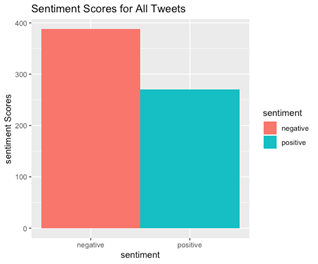 Sentiment Scores for All Tweets
400
300
200
100
0
sentiment Scores
negative positive
sentiment
sentiment
negative
positive